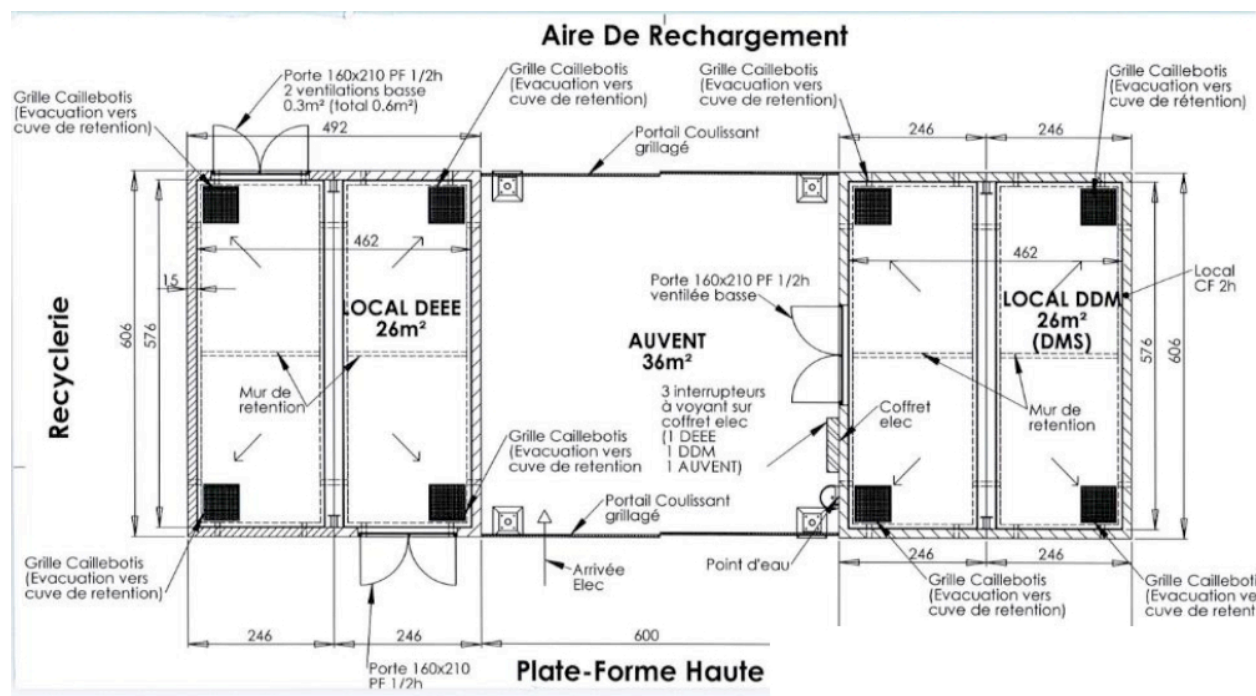 Aire De Rechargement
Porte 160x210 PF 1/2h
2 ventilations basse
0.3m² (total 0.6m²)
Grille Caillebotis
(Evacuation vers
cuve de retention)
Grille Caillebotis
(Evacuation vers
cuve de retention)
Grille Caillebotis
(Evacuation vers
cuve de retention)
Grille Caillebotis
(Evacuation vers
cuve de rétention)
492
Portail Coulissant
grillagé
246
246
462
462
15
606
576
576
606
Recyclerie
LOCAL DEEE
26m²
Mur de
retention
Porte 160x210 PF 1/2h
ventilée basse
AUVENT
36m²
3 interrupteurs
à voyant sur
coffret elec
(1 DEEE
1 DDM
1 AUVENT)
Coffret
elec
LOCAL DDM
26m²
(DMS)
Local
CF 2h
Mur de
retention
Grille Caillebotis
(Evacuation vers
cuve de retention
Portail Coulissant
grillagé
Grille Caillebotis
(Evacuation vers
cuve de retention)
Arrivée
Elec
Point d'eau
246
246
Grille Caillebotis
(Evacuation vers
cuve de retention)
Grille Caillebotis
(Evacuation ve
cuve de retent
246
246
600
Porte 160x210
PF 1/2h
Plate-Forme Haute